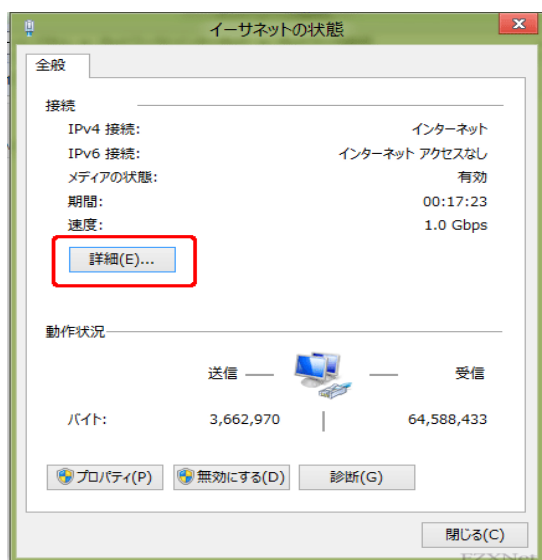 イーサネットの状態
全般
接続
IPv4 接続: インターネット
IPv6 接続: インターネット アクセスなし
メディアの状態: 有効
期間: 00:17:23
速度: 1.0 Gbps
詳細(E)...
動作状況
送信 受信
バイト: 3,662,970 64,588,433
プロパティ(P) 無効にする(D) 診断(G)
閉じる(C)
EZXNet